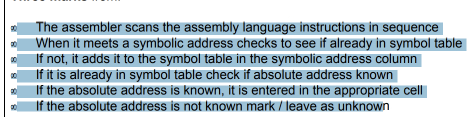 The assembler scans the assembly language instructions in sequence
When it meets a symbolic address checks to see if already in symbol table
If not, it adds it to the symbol table in the symbolic address column
If it is already in symbol table check if absolute address known
If the absolute address is known, it is entered in the appropriate cell
If the absolute address is not known mark / leave as unknown